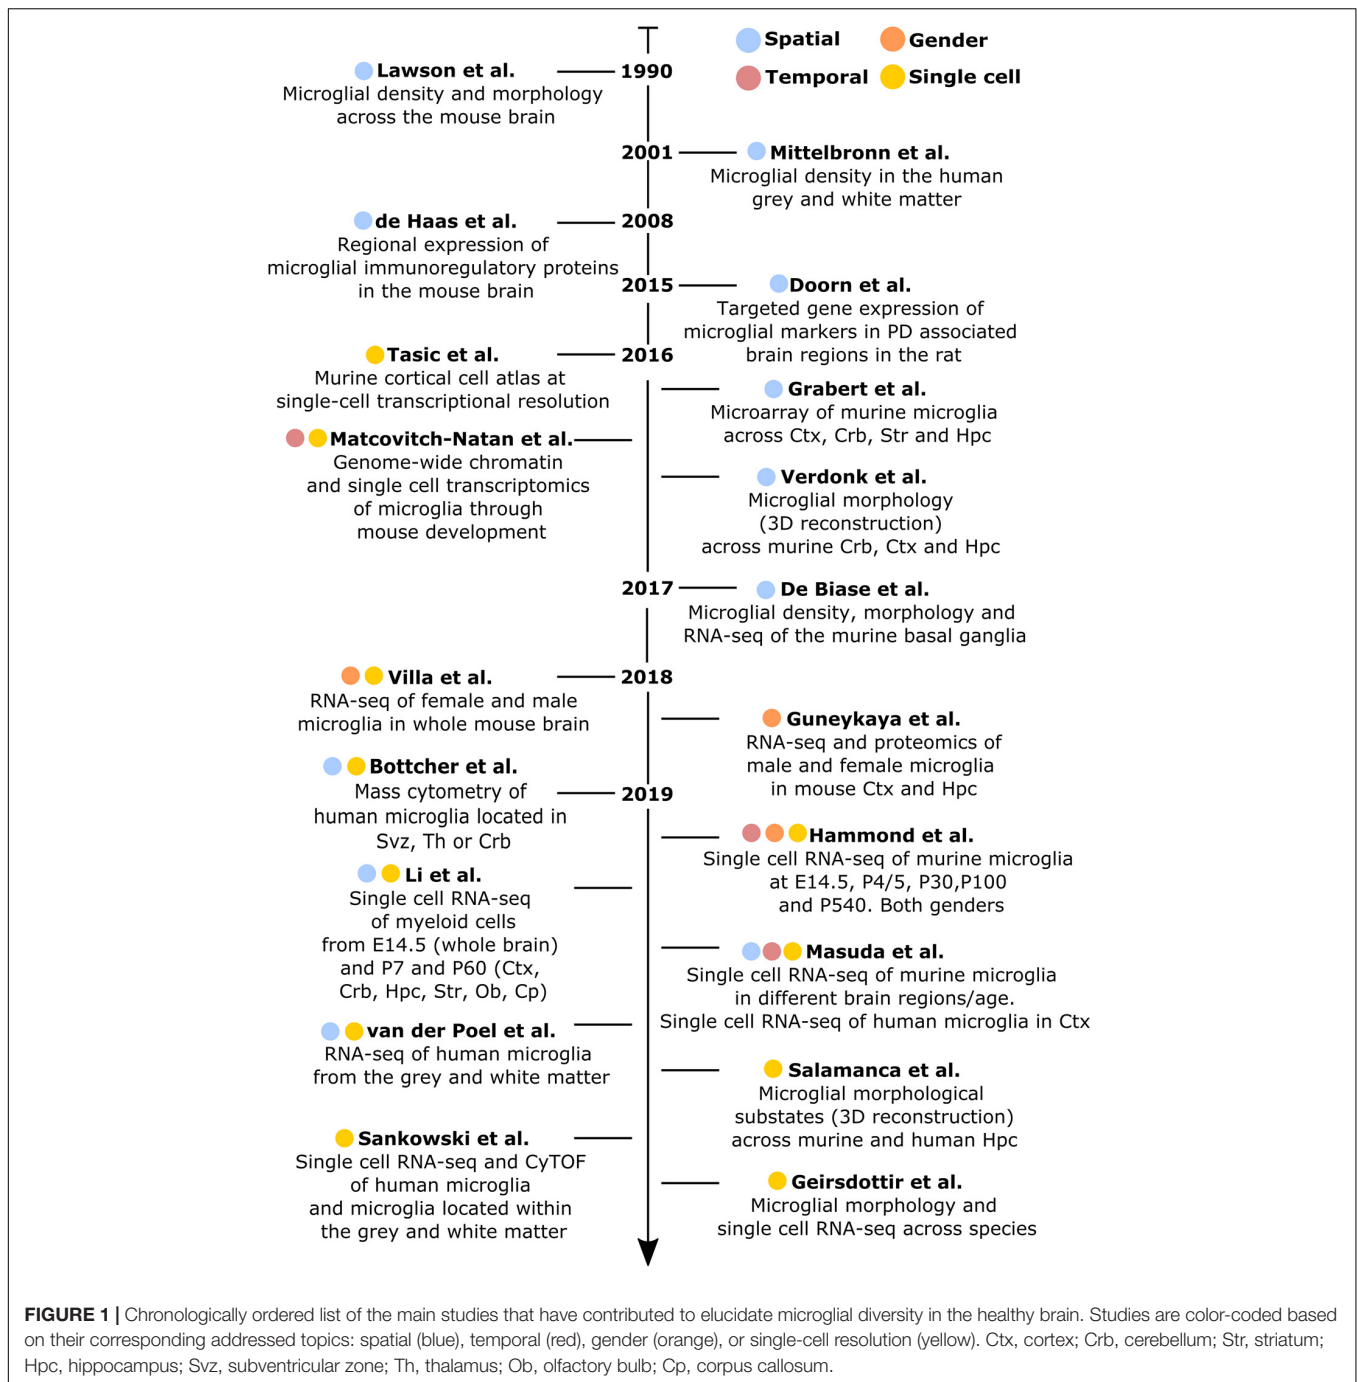 Spatial
Gender
Temporal
Single cell
1990
Lawson et al.
Microglial density and morphology
across the mouse brain
2001
Mittelbronn et al.
Microglial density in the human
grey and white matter
de Haas et al.
2008
Regional expression of
microglial immunoregulatory proteins
in the mouse brain
2015
Doorn et al.
Targeted gene expression of
microglial markers in PD associated
brain regions in the rat
Tasic et al.
2016
Murine cortical cell atlas at
single-cell transcriptional resolution
Grabert et al.
Microarray of murine microglia
across Ctx, Crb, Str and Hpc
Matcovitch-Natan et al.
Genome-wide chromatin
and single cell transcriptomics
of microglia through
mouse development
Verdonk et al.
Microglial morphology
(3D reconstruction)
across murine Crb, Ctx and Hpc
2017
De Biase et al.
Microglial density, morphology and
RNA-seq of the murine basal ganglia
Villa et al.
2018
RNA-seq of female and male
microglia in whole mouse brain
Guneykaya et al.
RNA-seq and proteomics of
male and female microglia
in mouse Ctx and Hpc
Bottcher et al.
2019
Mass cytometry of
human microglia located in
Svz, Th or Crb
Hammond et al.
Single cell RNA-seq of murine microglia
at E14.5, P4/5, P30,P100
and P540. Both genders
Li et al.
Single cell RNA-seq
of myeloid cells
from E14.5 (whole brain)
and P7 and P60 (Ctx,
Crb, Hpc, Str, Ob, Cp)
Masuda et al.
Single cell RNA-seq of murine microglia
in different brain regions/age.
Single cell RNA-seq of human microglia in Ctx
van der Poel et al.
RNA-seq of human microglia
from the grey and white matter
Salamanca et al.
Microglial morphological
substates (3D reconstruction)
across murine and human Hpc
Sankowski et al.
Single cell RNA-seq and CyTOF
of human microglia
and microglia located within
the grey and white matter
Geirsdottir et al.
Microglial morphology and
single cell RNA-seq across species
FIGURE 1 | Chronologically ordered list of the main studies that have contributed to elucidate microglial diversity in the healthy brain. Studies are color-coded based
on their corresponding addressed topics: spatial (blue), temporal (red), gender (orange), or single-cell resolution (yellow). Ctx, cortex; Crb, cerebellum; Str, striatum;
Hpc, hippocampus; Svz, subventricular zone; Th, thalamus; Ob, olfactory bulb; Cp, corpus callosum.